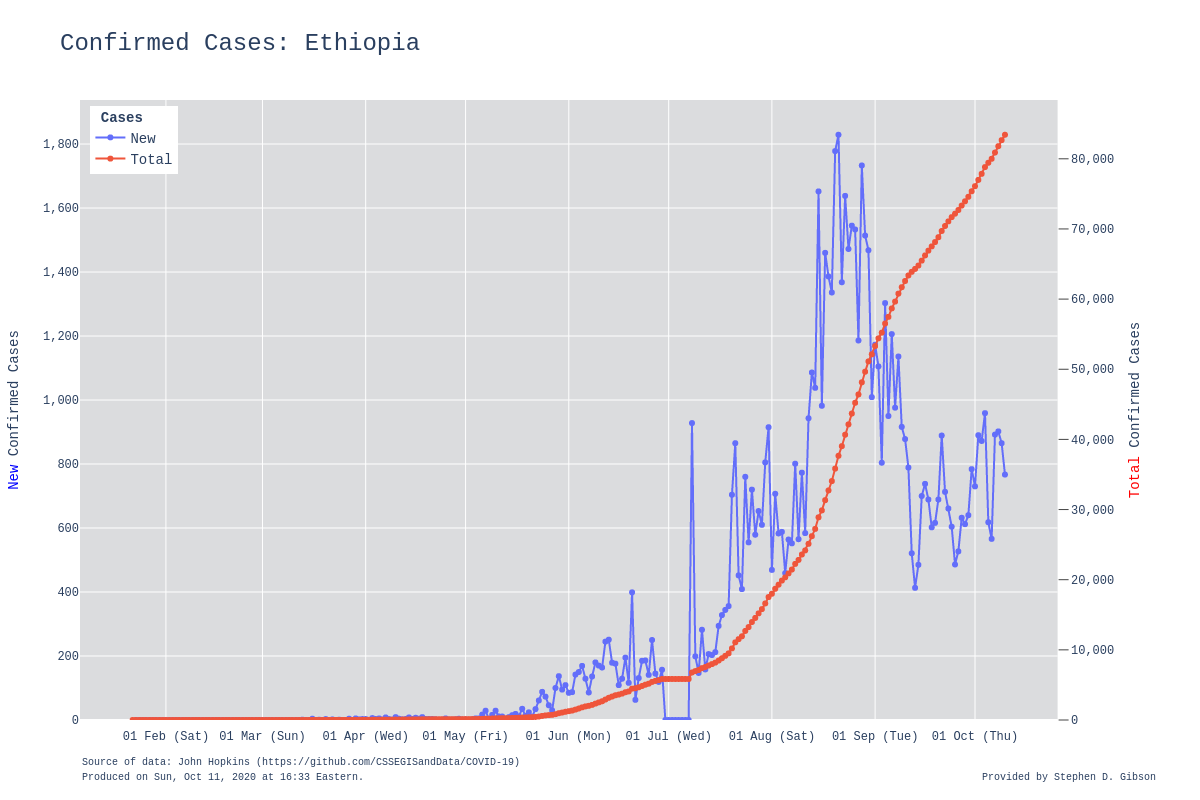 Confirmed Cases: Ethiopia
Cases
New
Total
1,800
1,600
1,400
1,200
1,000
800
600
400
200
0
80,000
70,000
60,000
50,000
40,000
30,000
20,000
10,000
0
New Confirmed Cases
Total Confirmed Cases
01 Feb (Sat) 01 Mar (Sun) 01 Apr (Wed) 01 May (Fri) 01 Jun (Mon) 01 Jul (Wed) 01 Aug (Sat) 01 Sep (Tue) 01 Oct (Thu)
Source of data: John Hopkins (https://github.com/CSSEGISandData/COVID-19)
Produced on Sun, Oct 11, 2020 at 16:33 Eastern.
Provided by Stephen D. Gibson